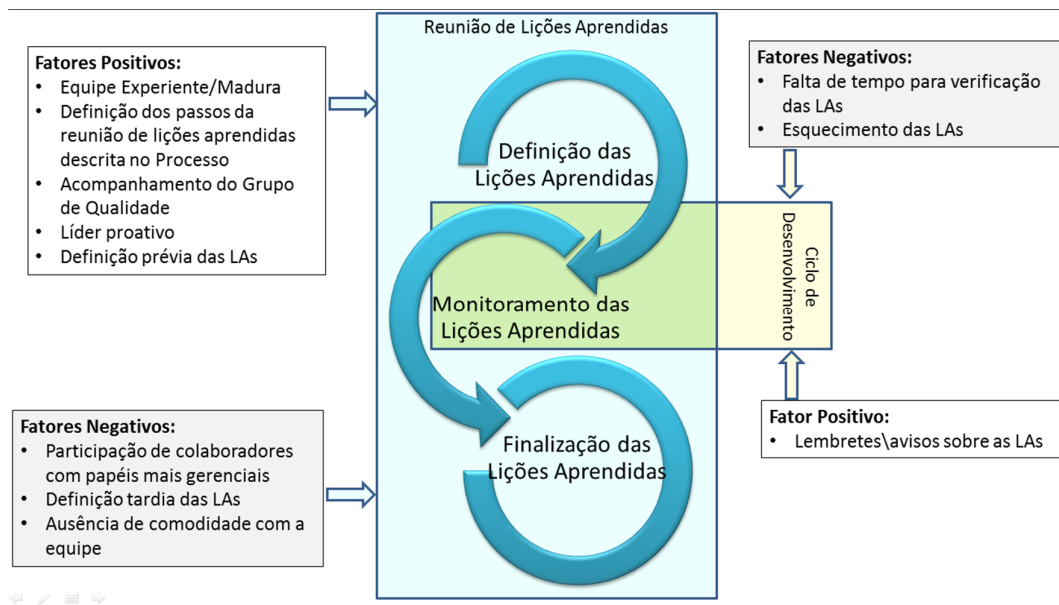 Reunião de Lições Aprendidas
Fatores Positivos:
• Equipe Experiente/Madura
• Definição dos passos da
reunião de lições aprendidas
descrita no Processo
• Acompanhamento do Grupo
de Qualidade
• Líder proativo
• Definição prévia das LAs
Fatores Negativos:
• Falta de tempo para verificação
das LAs
• Esquecimento das LAs
Definição das
Lições Aprendidas
Monitoramento das
Lições Aprendidas
Ciclo de
Desenvolvimento
Finalização das
Lições Aprendidas
Fator Positivo:
• Lembretes\avisos sobre as LAs
Fatores Negativos:
• Participação de colaboradores
com papéis mais gerenciais
• Definição tardia das LAs
• Ausência de comodidade com a
equipe